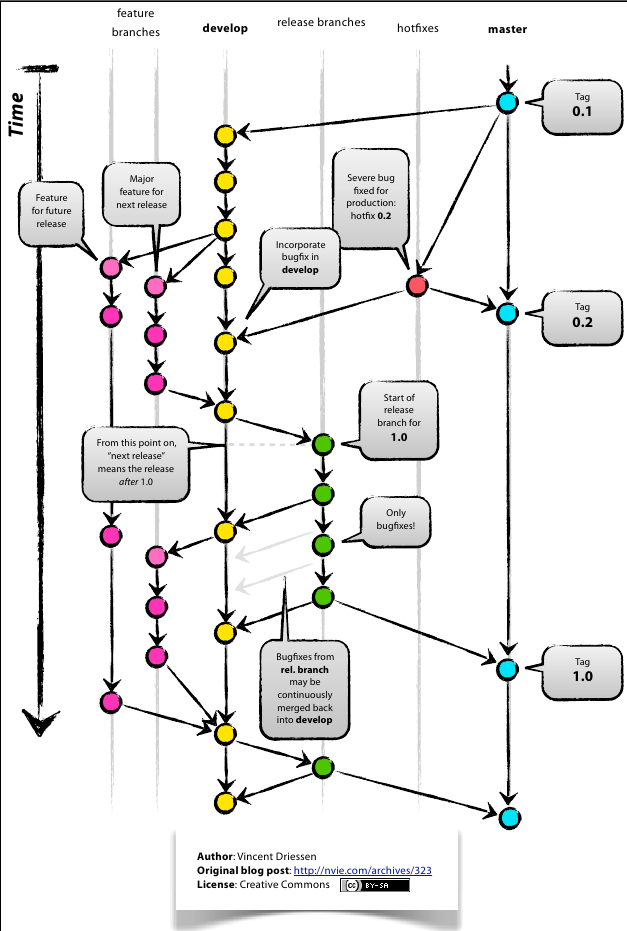 feature
branches
develop
release branches
hotfixes
master
Time
Tag
0.1
Major
feature for
next release
Feature
for future
release
Severe bug
fixed for
production:
hotfix 0.2
Incorporate
bugfix in
develop
Tag
0.2
Start of
release
branch for
1.0
From this point on,
“next release”
means the release
after 1.0
Only
bugfixes!
Bugfixes from
rel. branch
may be
continuously
merged back
into develop
Tag
1.0
Author: Vincent Driessen
Original blog post: http://nvie.com/archives/323
License: Creative Commons
cc BY-SA